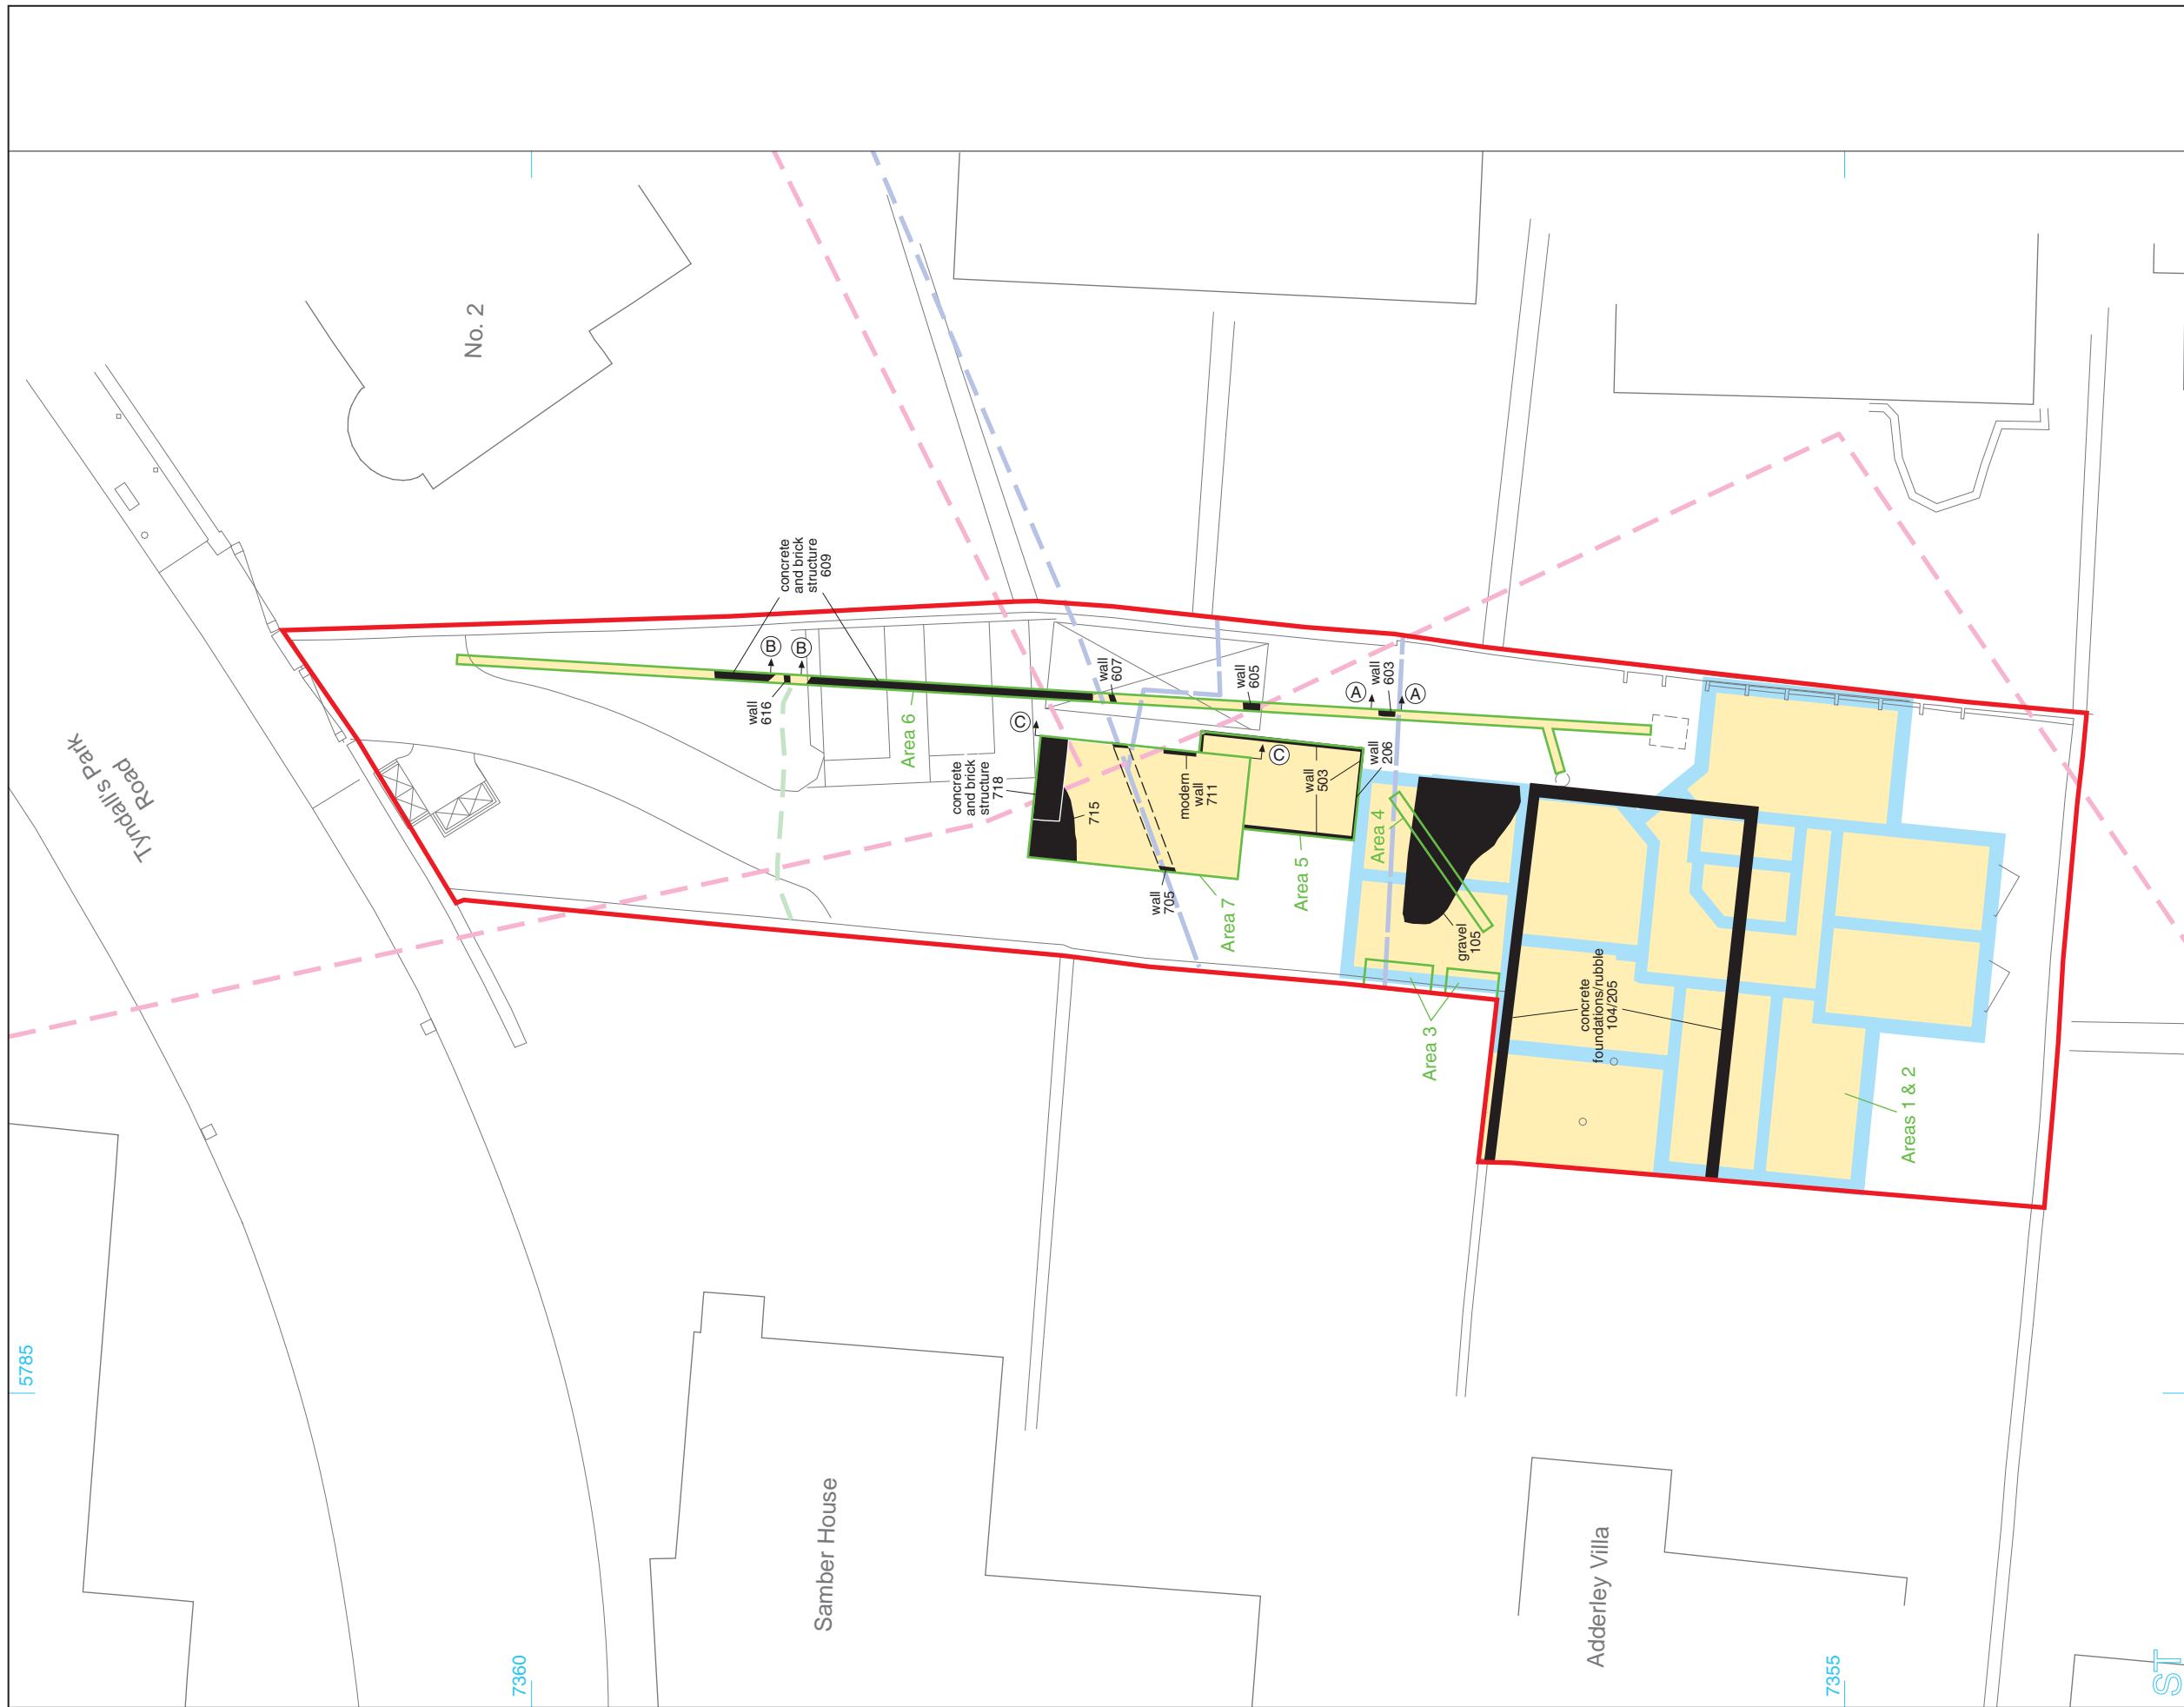 Tyndall's Park
Road
No. 2
concrete
and brick
structure
609
B
B
wall
616
Area 6
C
wall
607
wall
605
A
wall
603
A
concrete
and brick
structure
718
715
modern
wall
711
C
wall
503
wall
206
wall
705
Area 7
Area 5
Area 4
gravel
105
Area 3
concrete
foundations/rubble
104/205
Areas 1 & 2
5785
Samber House
Adderley Villa
7360
7355
ST